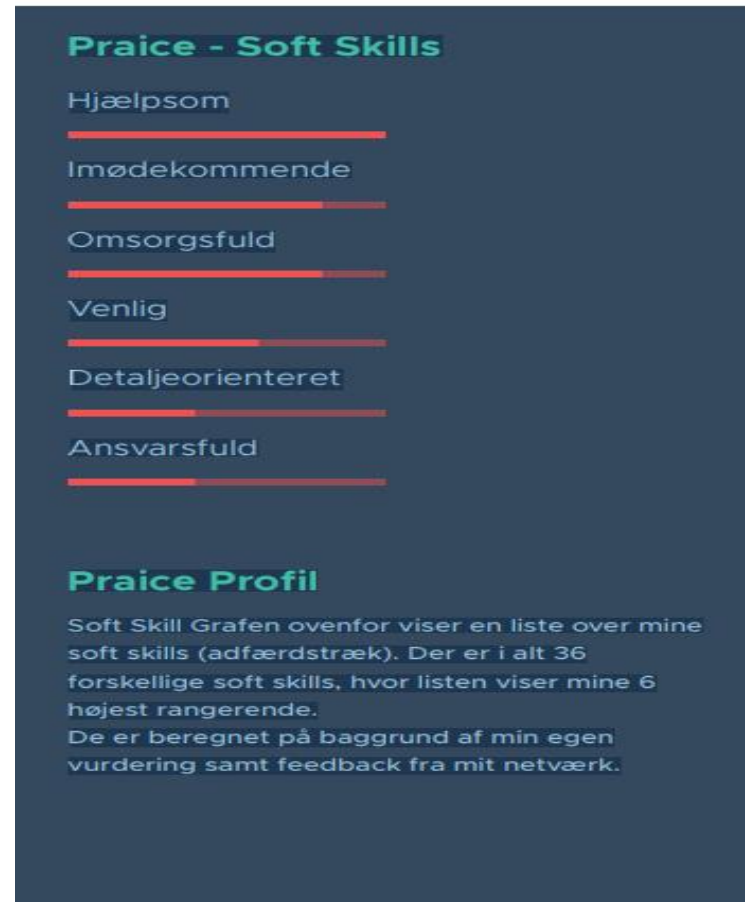 Praice - Soft Skills
Hjælpsom
Imødekommende
Omsorgsfuld
Venlig
Detaljeorienteret
Ansvarsfuld
Praice Profil
Soft Skill Grafen ovenfor viser en liste over mine
soft skills (adfærdstræk). Der er i alt 36
forskellige soft skills, hvor listen viser mine 6
højest rangerende.
De er beregnet på baggrund af min egen
vurdering samt feedback fra mit netværk.